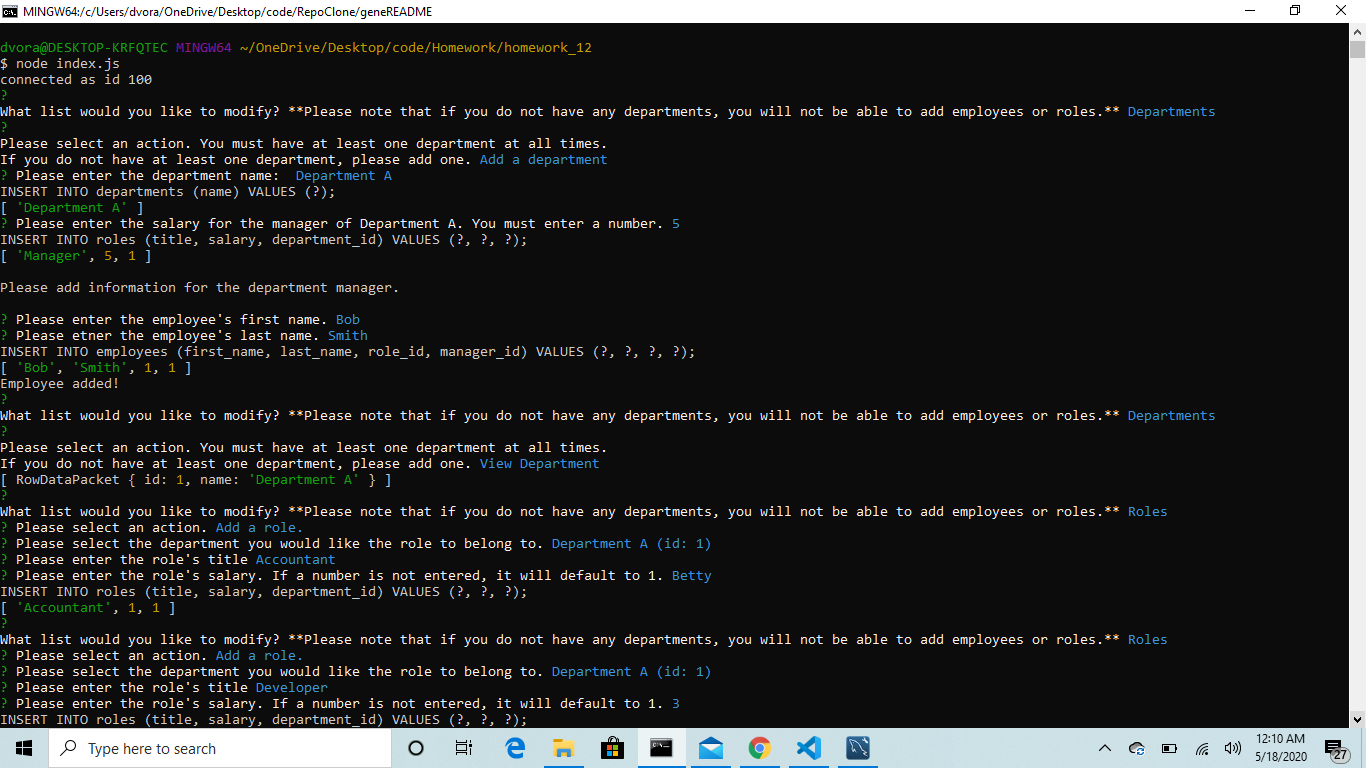 MINGW64:/c/Users/dvora/OneDrive/Desktop/code/RepoClone/geneREADME
dvora@DESKTOP-KRFQTEC MINGW64 ~/OneDrive/Desktop/code/Homework/homework_12
$ node index.js
connected as id 100
?
What list would you like to modify? **Please note that if you do not have any departments, you will not be able to add employees or roles.** Departments
?
Please select an action. You must have at least one department at all times.
If you do not have at least one department, please add one. Add a department
? Please enter the department name:  Department A
INSERT INTO departments (name) VALUES (?);
[ 'Department A' ]
? Please enter the salary for the manager of Department A. You must enter a number. 5
INSERT INTO roles (title, salary, department_id) VALUES (?, ?, ?);
[ 'Manager', 5, 1 ]
Please add information for the department manager.
? Please enter the employee's first name. Bob
? Please etner the employee's last name. Smith
INSERT INTO employees (first_name, last_name, role_id, manager_id) VALUES (?, ?, ?, ?);
[ 'Bob', 'Smith', 1, 1 ]
Employee added!
?
What list would you like to modify? **Please note that if you do not have any departments, you will not be able to add employees or roles.** Departments
?
Please select an action. You must have at least one department at all times.
If you do not have at least one department, please add one. View Department
[ RowDataPacket { id: 1, name: 'Department A' } ]
?
What list would you like to modify? **Please note that if you do not have any departments, you will not be able to add employees or roles.** Roles
? Please select an action. Add a role.
? Please select the department you would like the role to belong to. Department A (id: 1)
? Please enter the role's title Accountant
? Please enter the role's salary. If a number is not entered, it will default to 1. Betty
INSERT INTO roles (title, salary, department_id) VALUES (?, ?, ?);
[ 'Accountant', 1, 1 ]
?
What list would you like to modify? **Please note that if you do not have any departments, you will not be able to add employees or roles.** Roles
? Please select an action. Add a role.
? Please select the department you would like the role to belong to. Department A (id: 1)
? Please enter the role's title Developer
? Please enter the role's salary. If a number is not entered, it will default to 1. 3
INSERT INTO roles (title, salary, department_id) VALUES (?, ?, ?);
Type here to search
12:10 AM
5/18/2020
27